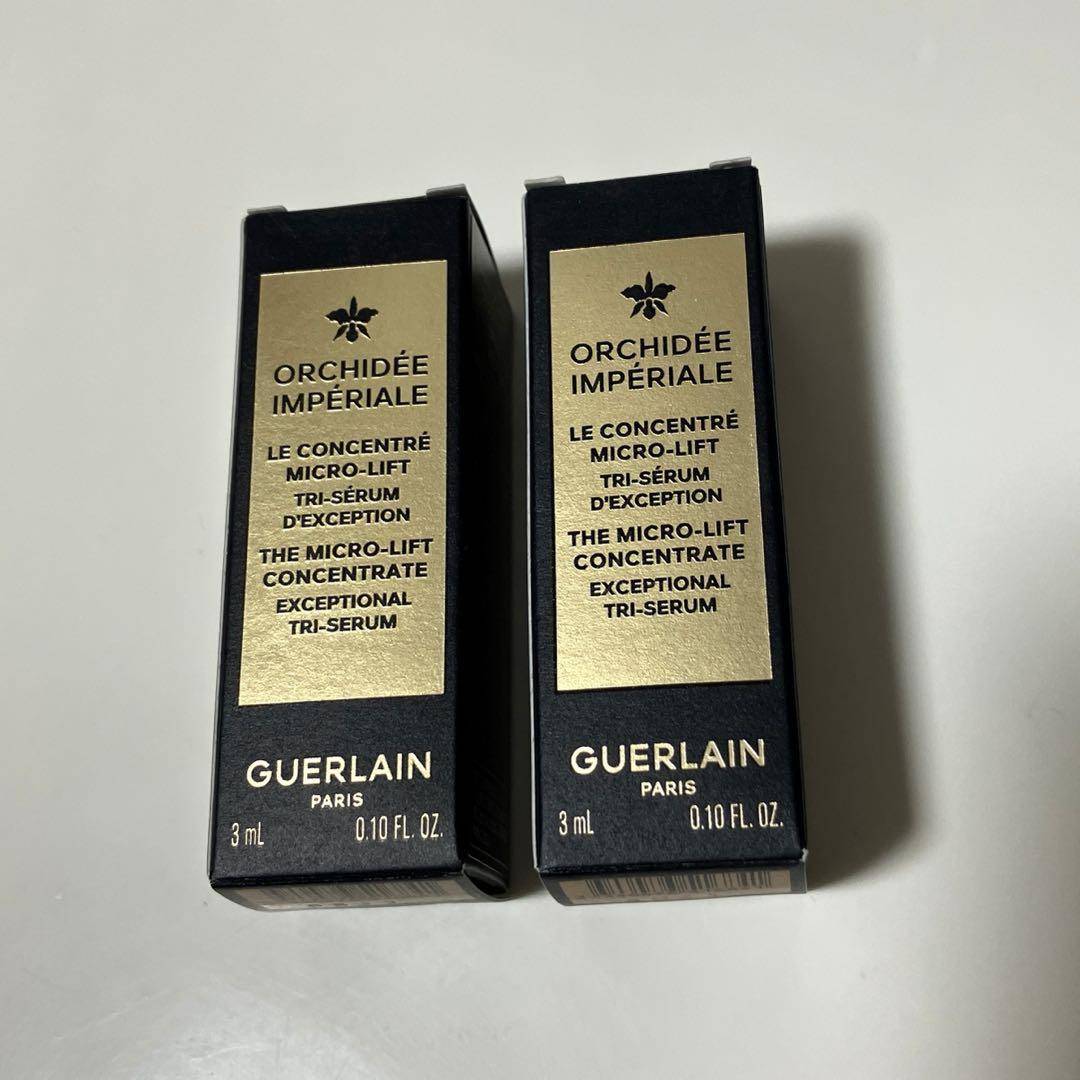 ORCHIDÉE
IMPÉRIALE
LE CONCENTRÉ
MICRO-LIFT
TRI-SÉRUM
D'EXCEPTION
THE MICRO-LIFT
CONCENTRATE
EXCEPTIONAL
TRI-SERUM
GUERLAIN
PARIS
3 mL 0.10 FL. OZ.
ORCHIDÉE
IMPÉRIALE
LE CONCENTRÉ
MICRO-LIFT
TRI-SÉRUM
D'EXCEPTION
THE MICRO-LIFT
CONCENTRATE
EXCEPTIONAL
TRI-SERUM
GUERLAIN
PARIS
3 mL 0.10 FL. OZ.